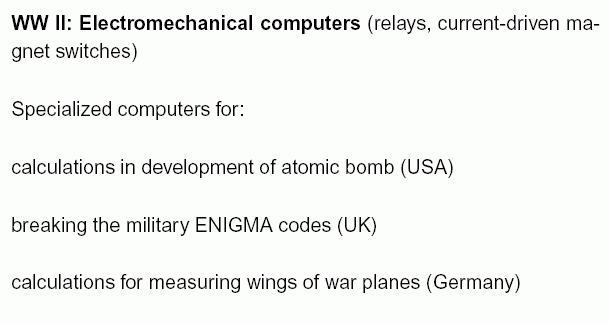 WW II: Electromechanical computers (relays, current-driven ma-
gnet switches)
Specialized computers for:
calculations in development of atomic bomb (USA)
breaking the military ENIGMA codes (UK)
calculations for measuring wings of war planes (Germany)